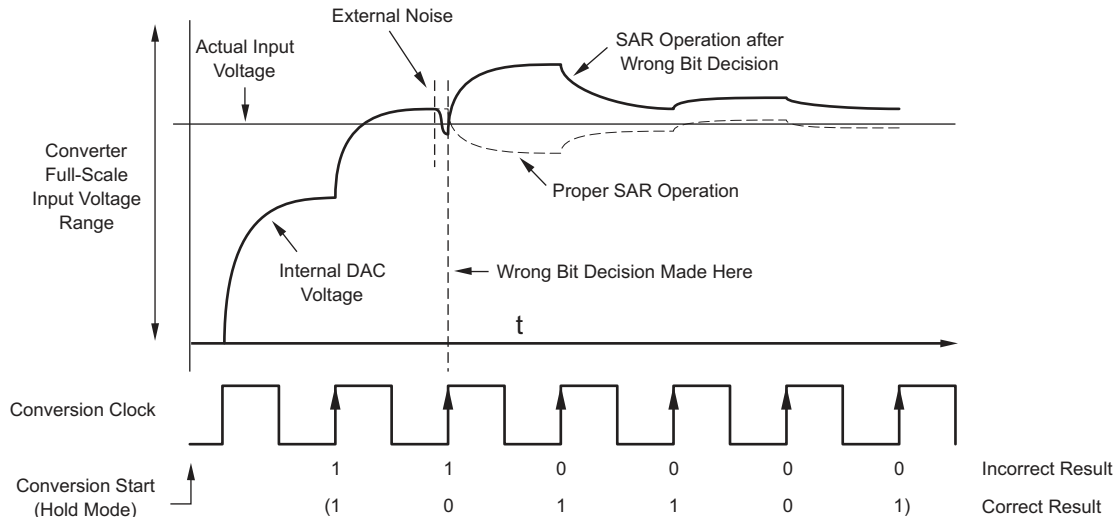 External Noise
Actual Input
Voltage
SAR Operation after
Wrong Bit Decision
Converter
Full-Scale
Input Voltage
Range
Proper SAR Operation
Internal DAC
Voltage
Wrong Bit Decision Made Here
t
Conversion Clock
1 1 0 0 0 0 Incorrect Result
Conversion Start
(Hold Mode)
(1 0 1 1 0 1) Correct Result